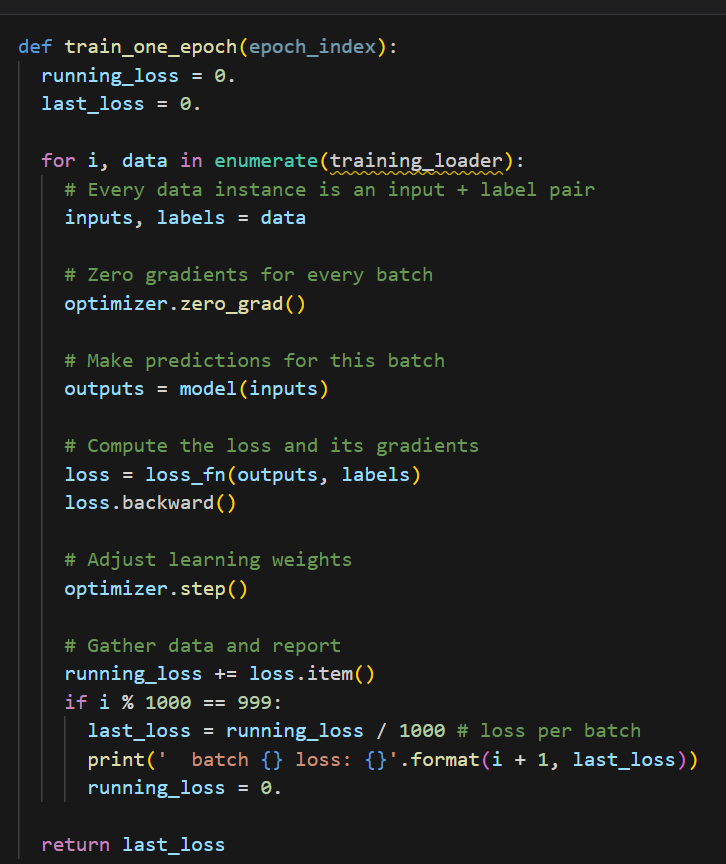 def train_one_epoch(epoch_index):
  running_loss = 0.
  last_loss = 0.

  for i, data in enumerate(training_loader):
    # Every data instance is an input + label pair
    inputs, labels = data

    # Zero gradients for every batch
    optimizer.zero_grad()

    # Make predictions for this batch
    outputs = model(inputs)

    # Compute the loss and its gradients
    loss = loss_fn(outputs, labels)
    loss.backward()

    # Adjust learning weights
    optimizer.step()

    # Gather data and report
    running_loss += loss.item()
    if i % 1000 == 999:
      last_loss = running_loss / 1000 # loss per batch
      print('  batch {} loss: {}'.format(i + 1, last_loss))
      running_loss = 0.

  return last_loss